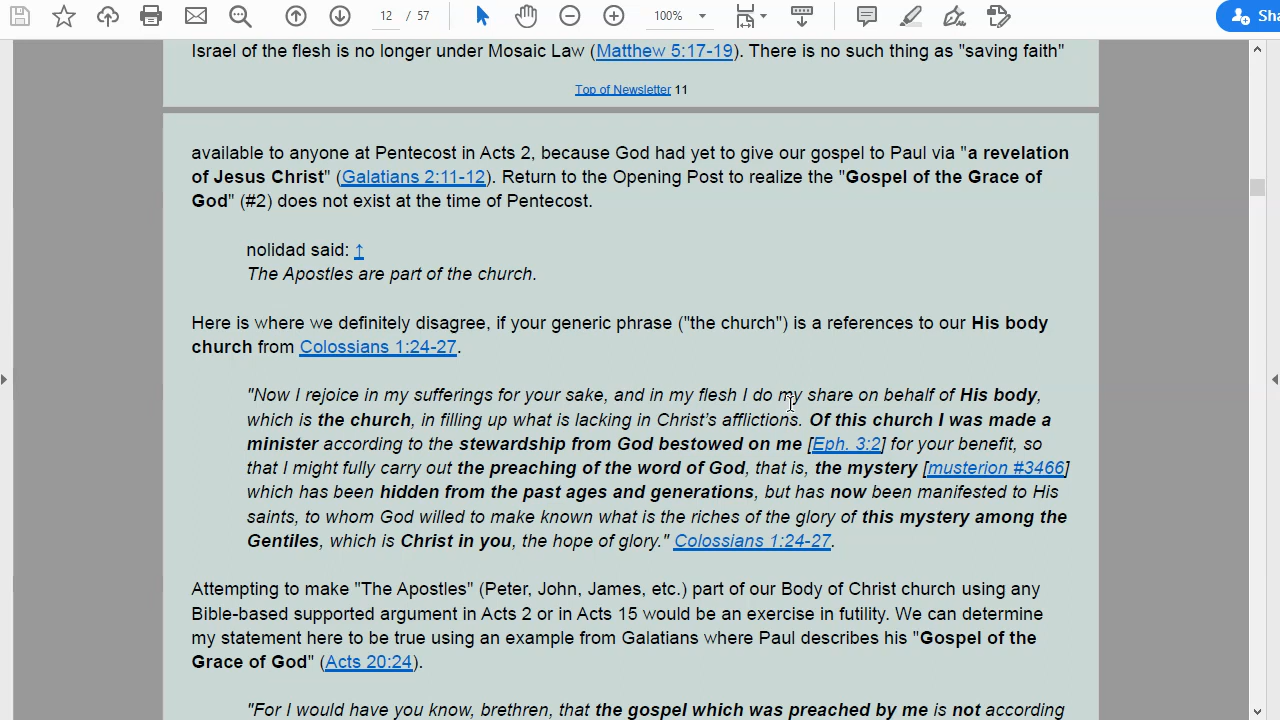 12 / 57
100%
Sha
Israel of the flesh is no longer under Mosaic Law (Matthew 5:17-19). There is no such thing as "saving faith"
Top of Newsletter 11
available to anyone at Pentecost in Acts 2, because God had yet to give our gospel to Paul via "a revelation
of Jesus Christ" (Galatians 2:11-12). Return to the Opening Post to realize the "Gospel of the Grace of
God" (#2) does not exist at the time of Pentecost.
nolidad said: ↑
The Apostles are part of the church.
Here is where we definitely disagree, if your generic phrase ("the church") is a references to our His body
church from Colossians 1:24-27.
"Now I rejoice in my sufferings for your sake, and in my flesh I do my share on behalf of His body,
which is the church, in filling up what is lacking in Christ's afflictions. Of this church I was made a
minister according to the stewardship from God bestowed on me [Eph. 3:2] for your benefit, so
that I might fully carry out the preaching of the word of God, that is, the mystery [musterion #3466]
which has been hidden from the past ages and generations, but has now been manifested to His
saints, to whom God willed to make known what is the riches of the glory of this mystery among the
Gentiles, which is Christ in you, the hope of glory." Colossians 1:24-27.
Attempting to make "The Apostles" (Peter, John, James, etc.) part of our Body of Christ church using any
Bible-based supported argument in Acts 2 or in Acts 15 would be an exercise in futility. We can determine
my statement here to be true using an example from Galatians where Paul describes his "Gospel of the
Grace of God" (Acts 20:24).
"For I would have you know, brethren, that the gospel which was preached by me is not according